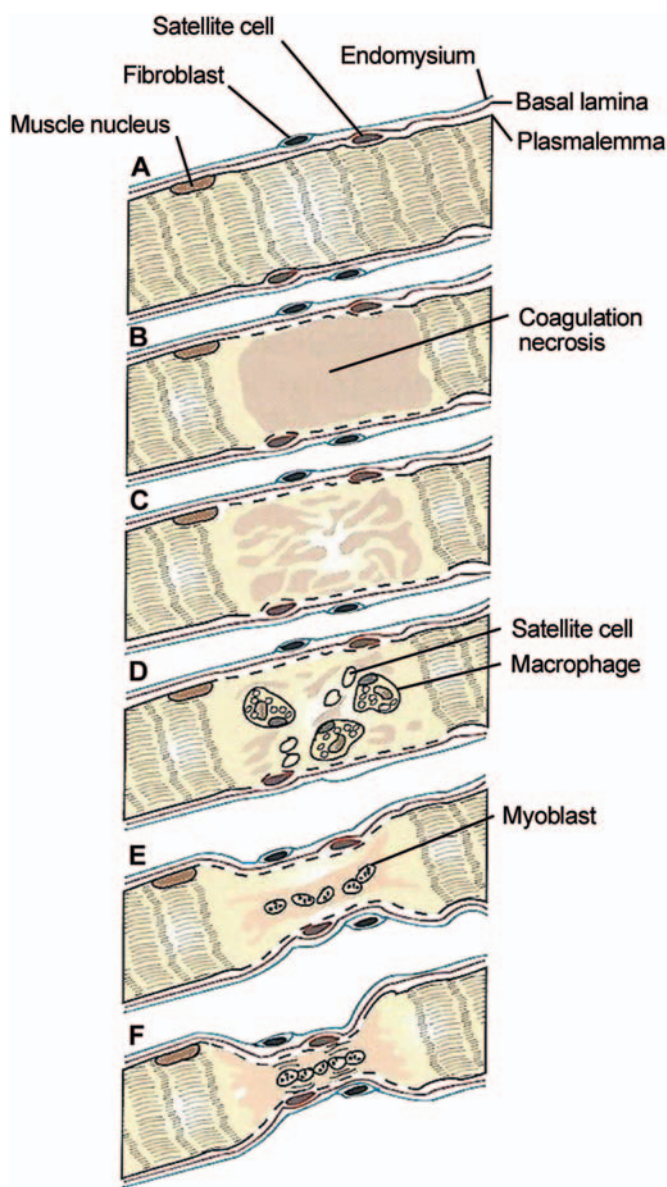 Satellite cell
Endomysium
Fibroblast
Basal lamina
Muscle nucleus
Plasmalemma
A
B
Coagulation
necrosis
C
Satellite cell
D
Macrophage
Myoblast
E
F